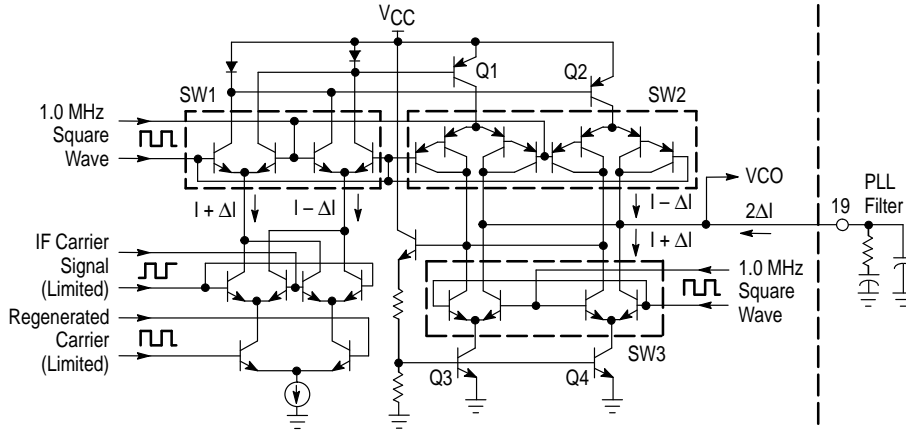 VCC
Q1
Q2
SW1
SW2
1.0 MHz
Square
Wave
I + ΔI
I – ΔI
I – ΔI
I + ΔI
VCO
2ΔI
19
PLL
Filter
IF Carrier
Signal
(Limited)
1.0 MHz
Square
Wave
Regenerated
Carrier
(Limited)
SW3
Q3
Q4